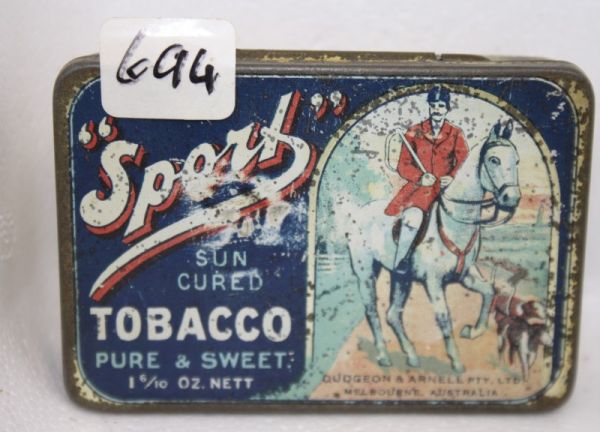 694
"Sport"
SUN
CURED
TOBACCO
PURE & SWEET.
1 6/10 OZ. NETT
DUDGEON & ARNELL PTY. LTD.
MELBOURNE, AUSTRALIA